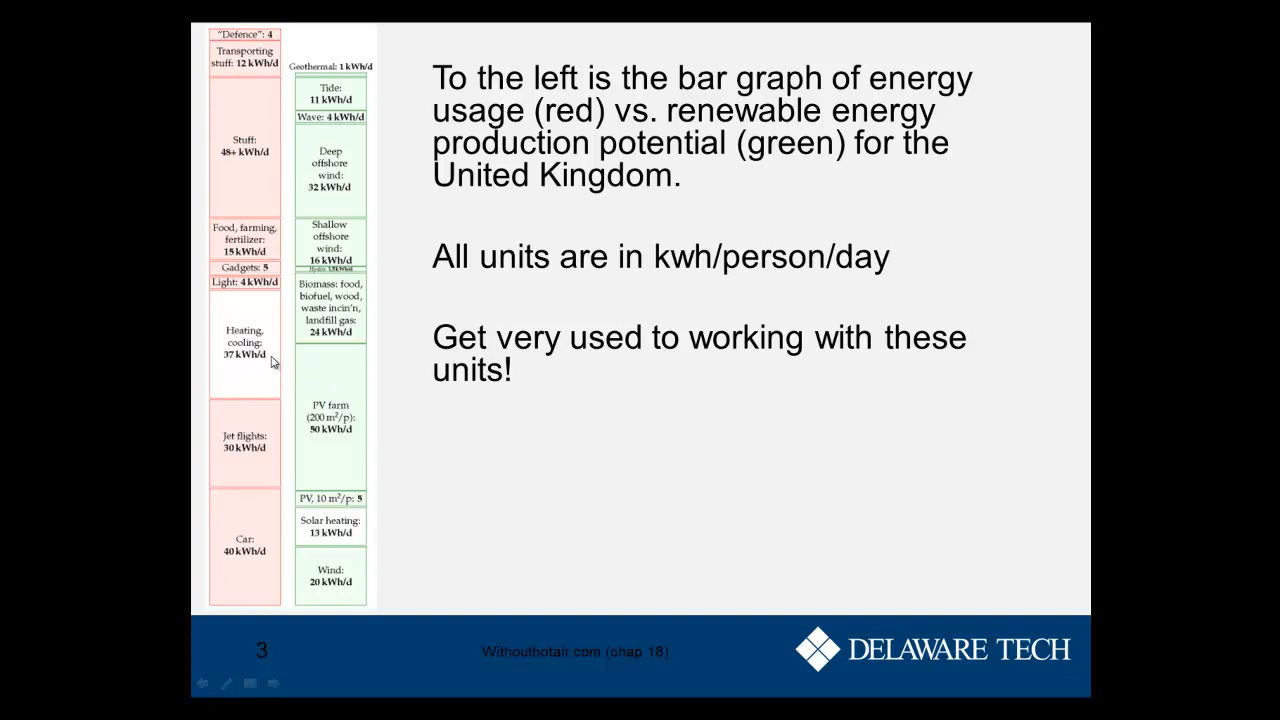 "Defence": 4
Transporting
stuff: 12 kWh/d
Stuff:
48+ kWh/d
Food, farming,
fertilizer:
15 kWh/d
Gadgets: 5
Light: 4 kWh/d
Heating,
cooling:
37 kWh/d
Jet flights:
30 kWh/d
Car:
40 kWh/d
Geothermal: 1 kWh/d
Tide:
11 kWh/d
Wave: 4 kWh/d
Deep
offshore
wind:
32 kWh/d
Shallow
offshore
wind:
16 kWh/d
Hydro: 1.5 kWh/d
Biomass: food,
biofuel, wood,
waste incin'n,
landfill gas:
24 kWh/d
PV farm
(200 m²/p):
50 kWh/d
PV, 10 m²/p: 5
Solar heating:
13 kWh/d
Wind:
20 kWh/d
To the left is the bar graph of energy
usage (red) vs. renewable energy
production potential (green) for the
United Kingdom.
All units are in kwh/person/day
Get very used to working with these
units!
3
Withouthotair.com (chap 18)
DELAWARE TECH